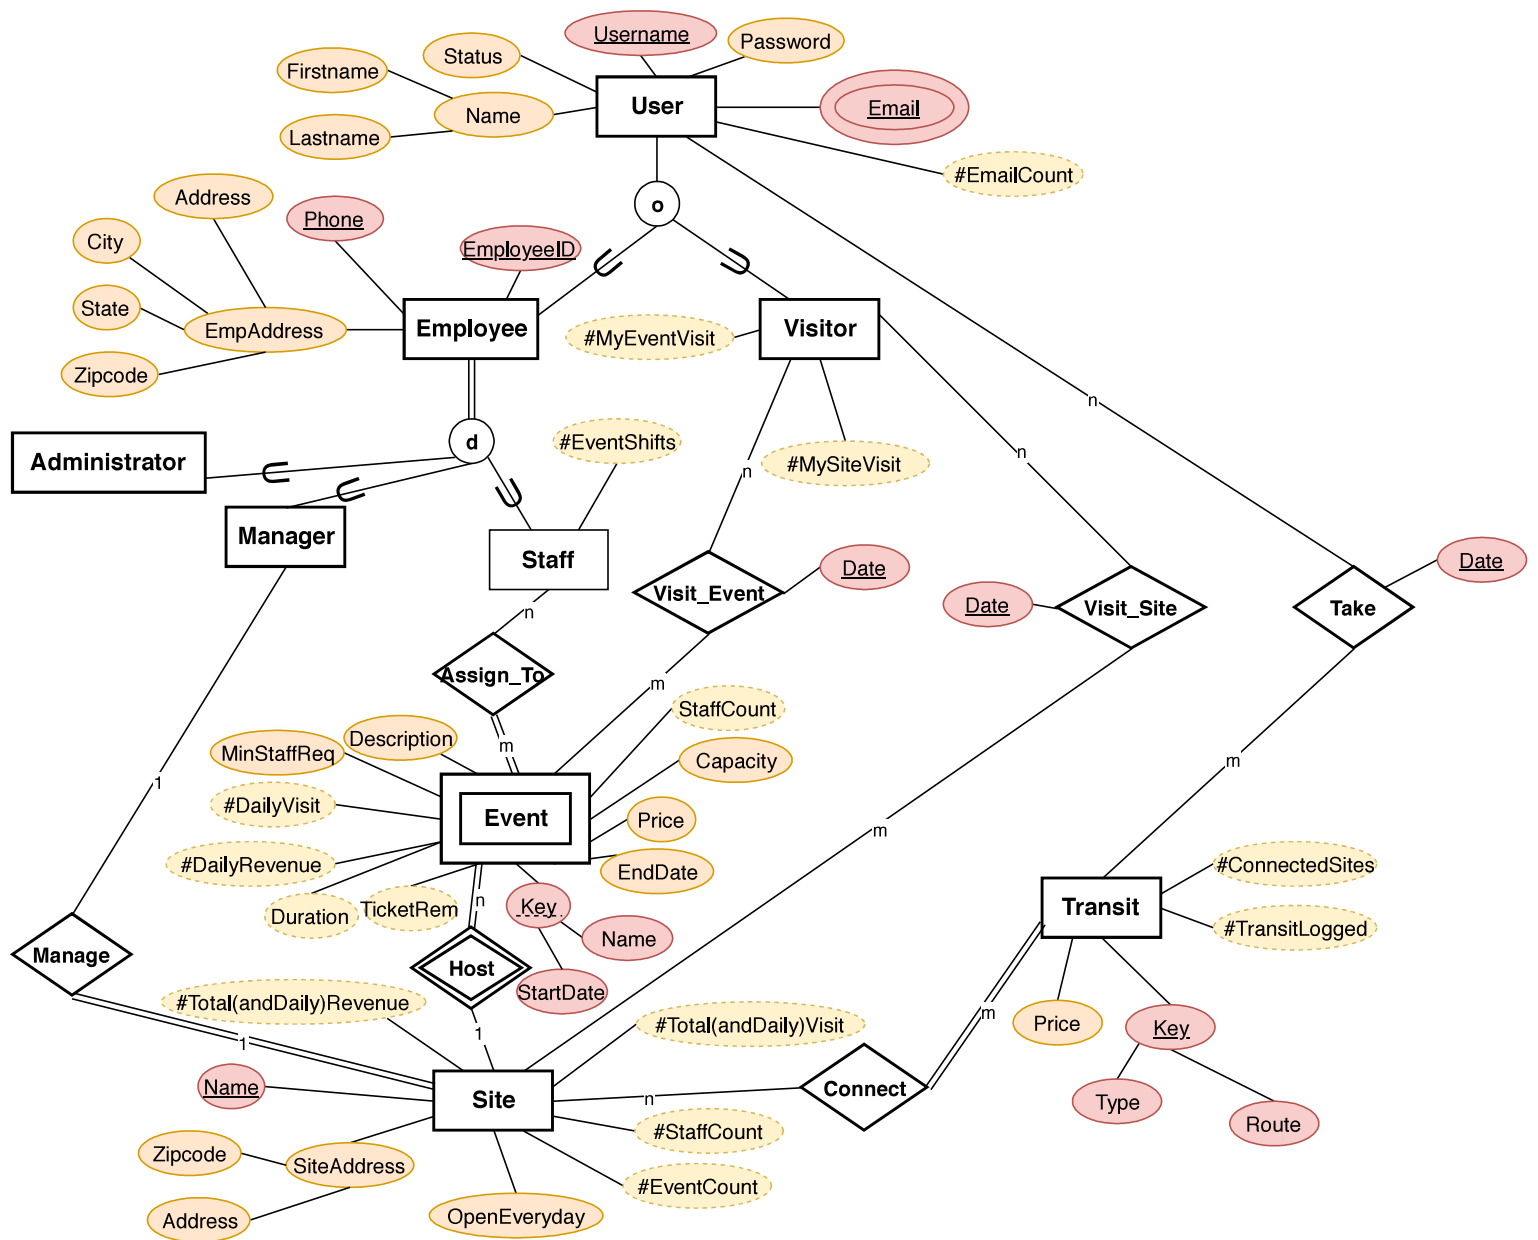 Username
Password
Status
Firstname
User
Email
Name
Lastname
#EmailCount
Address
o
Phone
City
EmployeeID
State
EmpAddress
Employee
#MyEventVisit
Visitor
Zipcode
n
d
#EventShifts
n
Administrator
#MySiteVisit
n
Manager
Staff
Date
Date
Visit_Event
Date
Visit_Site
Take
n
Assign_To
m
StaffCount
Description
m
MinStaffReq
Capacity
m
1
#DailyVisit
Event
Price
m
#DailyRevenue
EndDate
#ConnectedSites
n
Key
Transit
Duration
TicketRem
#TransitLogged
Name
Manage
Host
StartDate
#Total(andDaily)Revenue
m
#Total(andDaily)Visit
Price
Key
1
1
Name
Site
n
Connect
Type
#StaffCount
Route
Zipcode
SiteAddress
#EventCount
Address
OpenEveryday